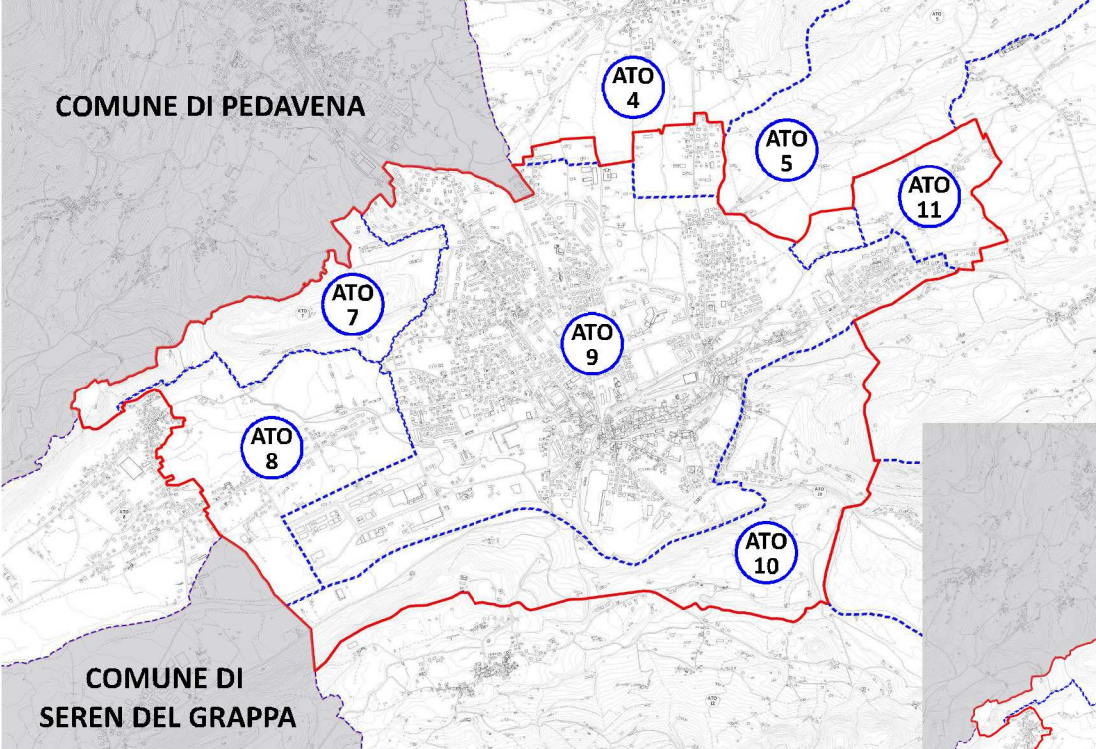 COMUNE DI PEDAVENA
ATO
4
ATO
5
ATO
11
ATO
7
ATO
9
ATO
8
ATO
10
COMUNE DI
SEREN DEL GRAPPA